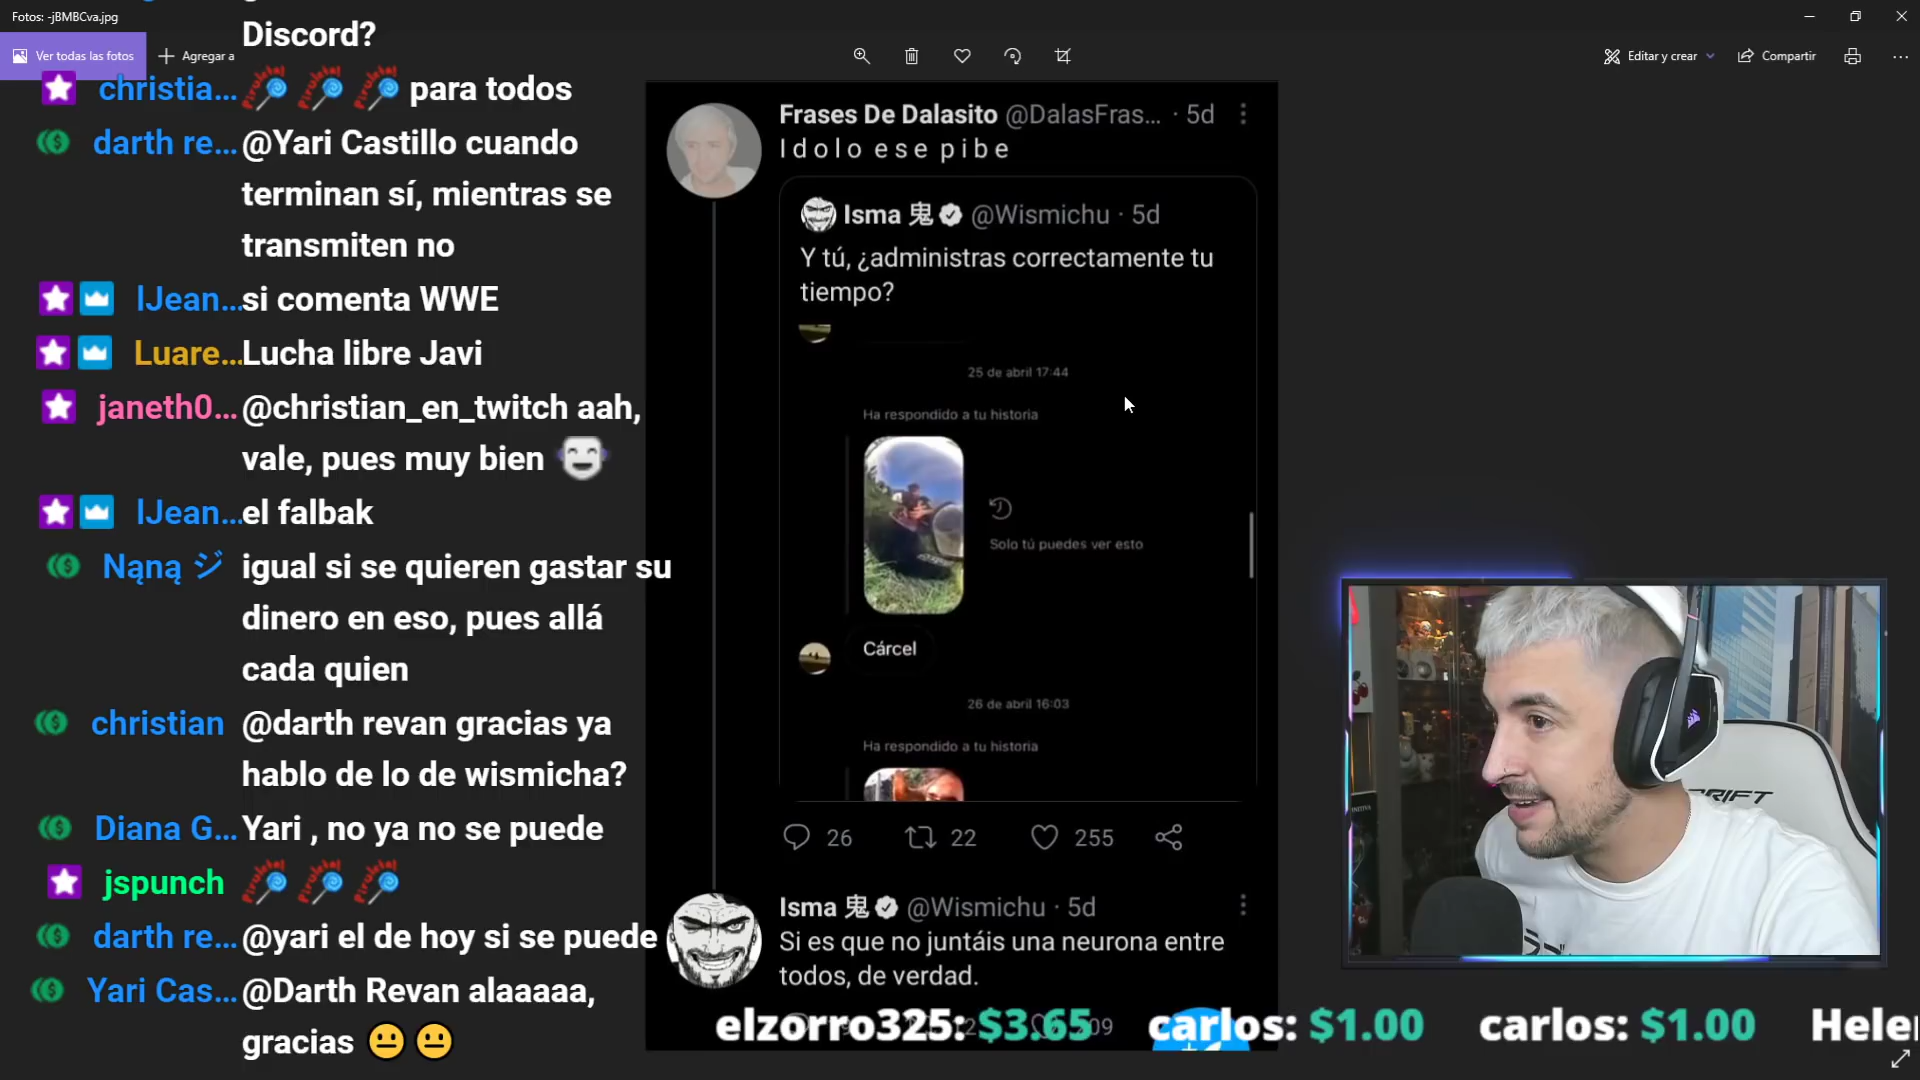 Fotos: -jBMBCva.jpg
Ver todas las fotos
Agregar a
Editar y crear
Compartir
Discord?
christia... para todos
darth re... @Yari Castillo cuando
terminan sí, mientras se
transmiten no
lJean... si comenta WWE
Luare... Lucha libre Javi
janeth0... @christian_en_twitch aah,
vale, pues muy bien
lJean... el falbak
Nąną ジ igual si se quieren gastar su
dinero en eso, pues allá
cada quien
christian @darth revan gracias ya
hablo de lo de wismicha?
Diana G... Yari , no ya no se puede
jspunch
darth re... @yari el de hoy si se puede
Yari Cas... @Darth Revan alaaaaa,
gracias
Frases De Dalasito @DalasFras... · 5d
I d o l o e s e p i b e
Isma 鬼 @Wismichu · 5d
Y tú, ¿administras correctamente tu
tiempo?
25 de abril 17:44
Ha respondido a tu historia
Solo tú puedes ver esto
Cárcel
26 de abril 16:03
Ha respondido a tu historia
26 22 255
Isma 鬼 @Wismichu · 5d
Si es que no juntáis una neurona entre
todos, de verdad.
elzorro325: $3.65 carlos: $1.00 carlos: $1.00 Hele